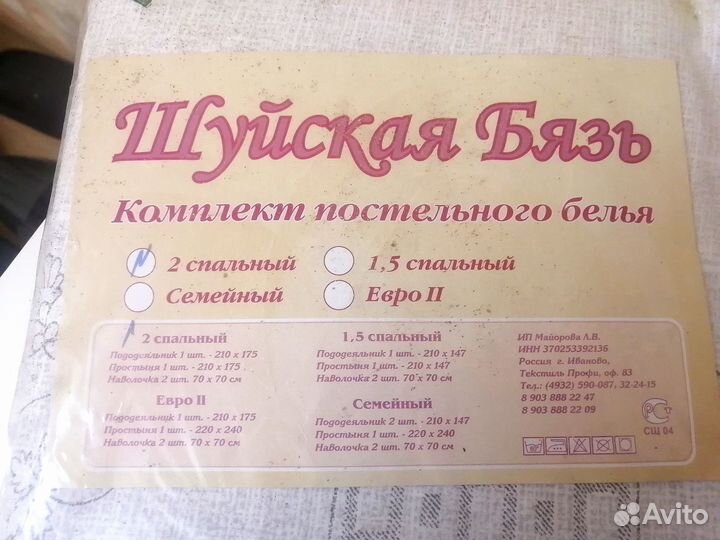 Шуйская Бязь
Комплект постельного белья
2 спальный
1,5 спальный
Семейный
Евро II
2 спальный
Пододеяльник 1 шт. - 210 х 175
Простыня 1 шт. - 210 х 175
Наволочка 2 шт. 70 х 70 см
1,5 спальный
Пододеяльник 1 шт. - 210 х 147
Простыня 1 шт. - 210 х 147
Наволочка 2 шт. 70 х 70 см
Евро II
Пододеяльник 1 шт. - 210 х 175
Простыня 1 шт. - 220 х 240
Наволочка 2 шт. 70 х 70 см
Семейный
Пододеяльник 2 шт. - 210 х 147
Простыня 1 шт. - 220 х 240
Наволочка 2 шт. 70 х 70 см
ИП Майорова А.В.
ИНН 370253392136
Россия г. Иваново,
Текстиль Профи, оф. 83
Тел.: (4932) 590-087, 32-24-15
8 903 888 22 47
8 903 888 22 09
РСТ
СЩ 04
Avito